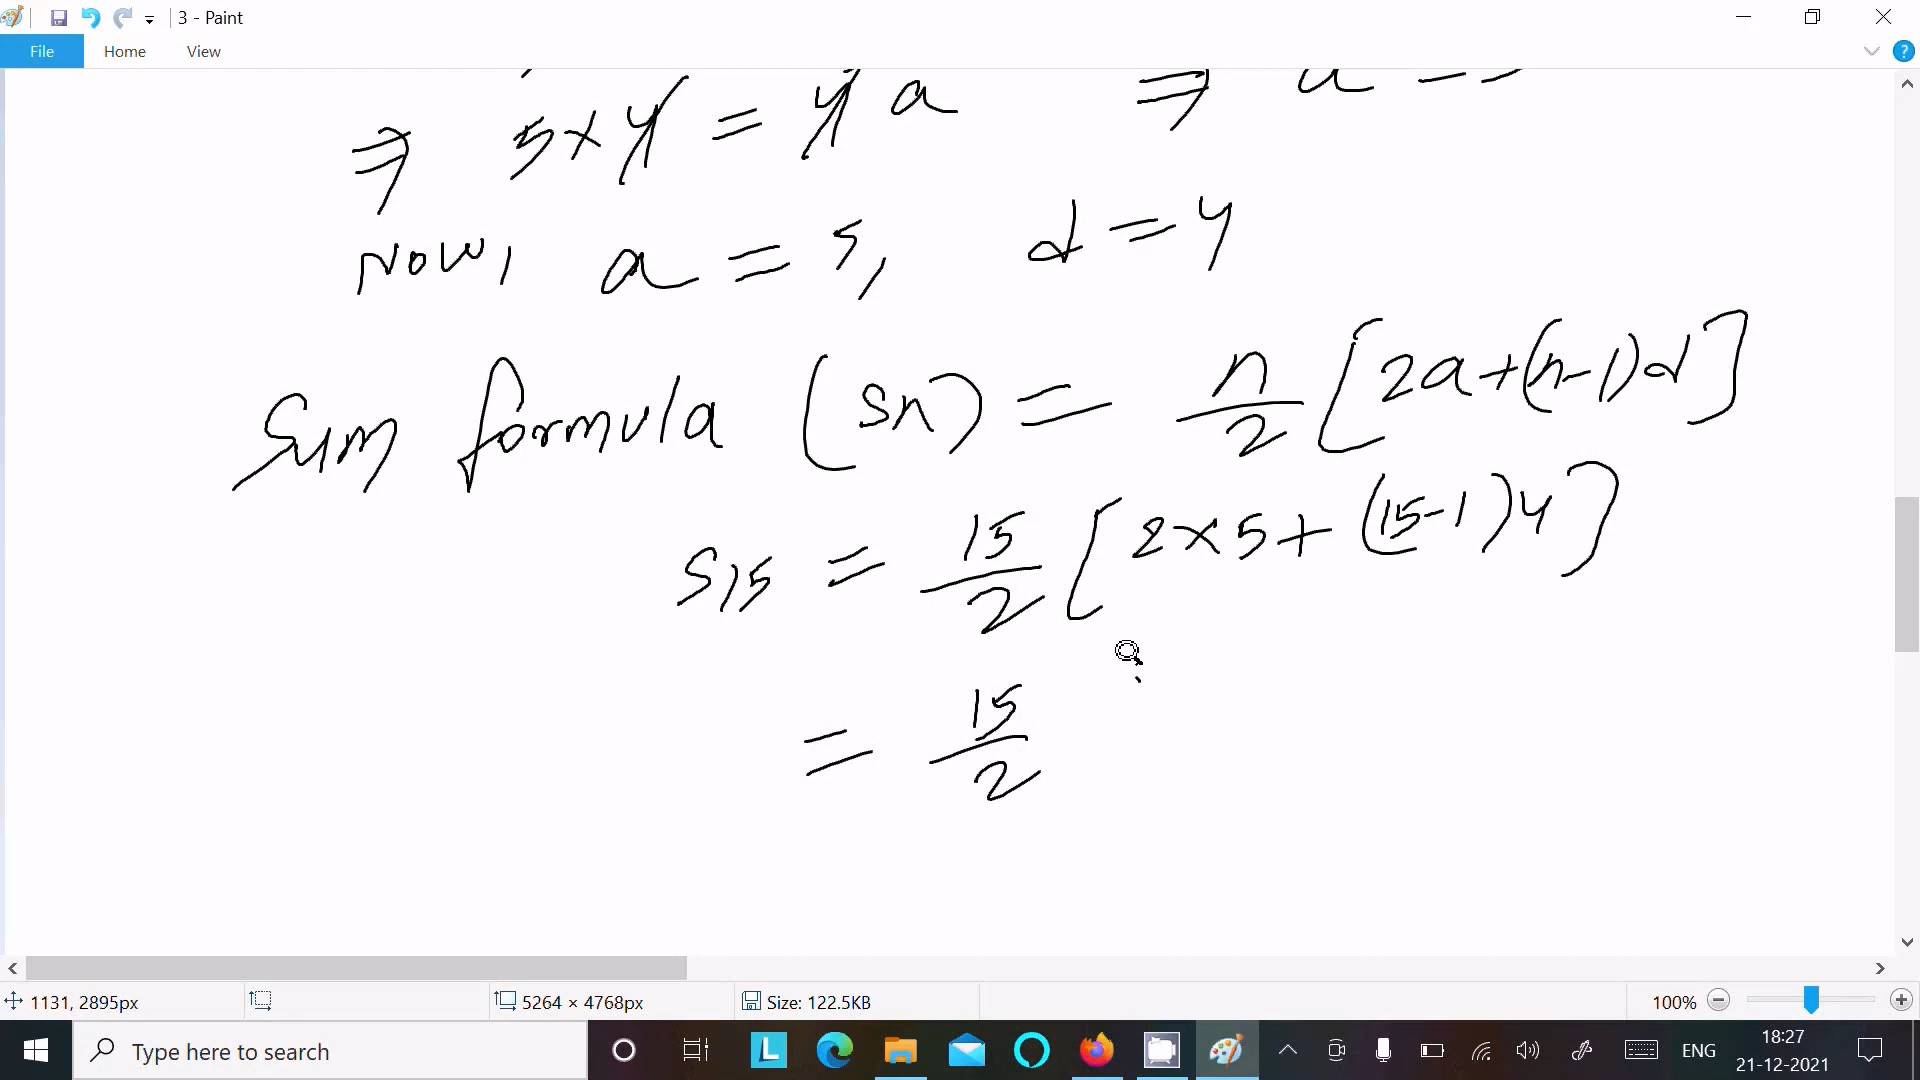 3 - Paint
File Home View
⇒ 5×4 = 4a ⇒ a
Now, a = 5, d = 4
Sum formula (Sn) = n/2 [2a+(n-1)d]
S15 = 15/2 [2×5+(15-1)4]
= 15/2
1131, 2895px 5264 × 4768px Size: 122.5KB 100%
Type here to search L ENG 18:27
21-12-2021